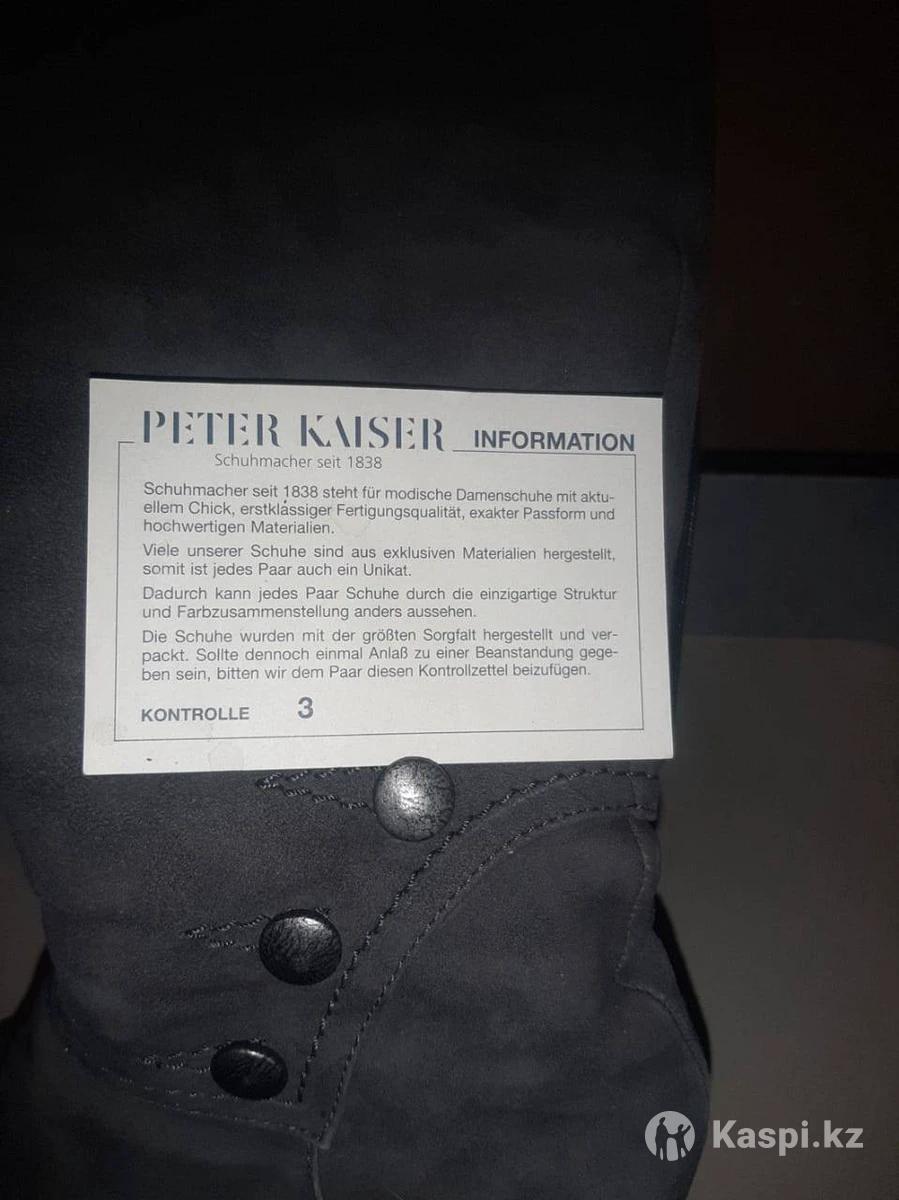 PETER KAISER INFORMATION
Schuhmacher seit 1838
Schuhmacher seit 1838 steht für modische Damenschuhe mit aktu-
ellem Chick, erstklassiger Fertigungsqualität, exakter Passform und
hochwertigen Materialien.
Viele unserer Schuhe sind aus exklusiven Materialien hergestellt,
somit ist jedes Paar auch ein Unikat.
Dadurch kann jedes Paar Schuhe durch die einzigartige Struktur
und Farbzusammenstellung anders aussehen.
Die Schuhe wurden mit der größten Sorgfalt hergestellt und ver-
packt. Sollte dennoch einmal Anlaß zu einer Beanstandung gege-
ben sein, bitten wir dem Paar diesen Kontrollzettel beizufügen.
KONTROLLE 3
Kaspi.kz